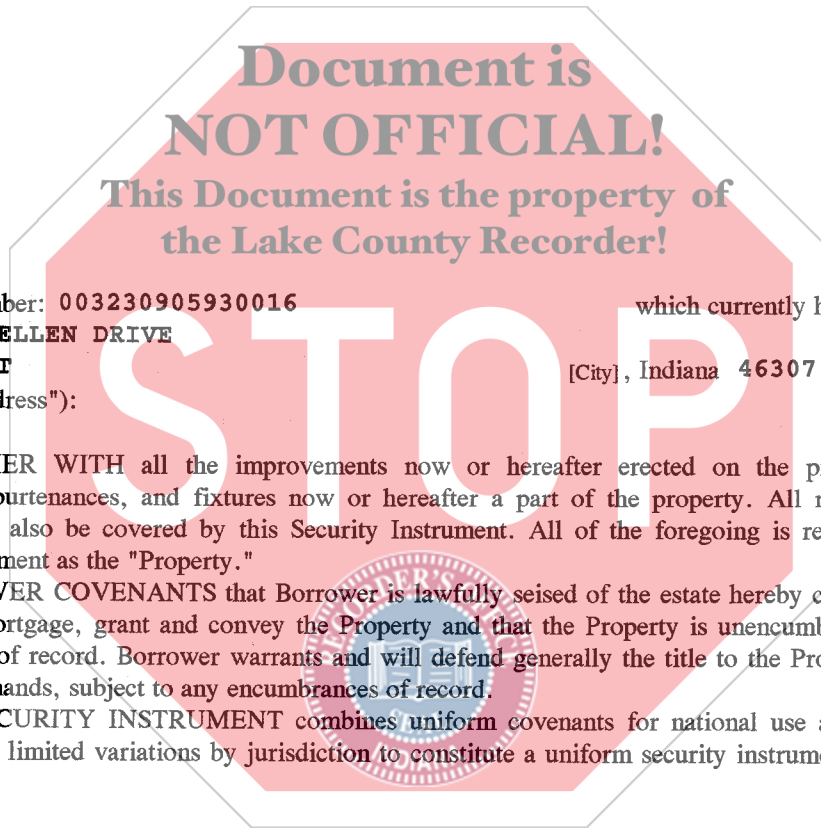 Document is
NOT OFFICIAL!
This Document is the property of
the Lake County Recorder!
ber: 003230905930016 which currently h
ELLEN DRIVE
T [City], Indiana 46307
dress"):
STOP
ER WITH all the improvements now or hereafter erected on the p
purtenances, and fixtures now or hereafter a part of the property. All r
also be covered by this Security Instrument. All of the foregoing is re
ment as the "Property."
VER COVENANTS that Borrower is lawfully seised of the estate hereby c
ortgage, grant and convey the Property and that the Property is unencumb
of record. Borrower warrants and will defend generally the title to the Pro
nands, subject to any encumbrances of record.
CURITY INSTRUMENT combines uniform covenants for national use a
limited variations by jurisdiction to constitute a uniform security instrume
INDIANA